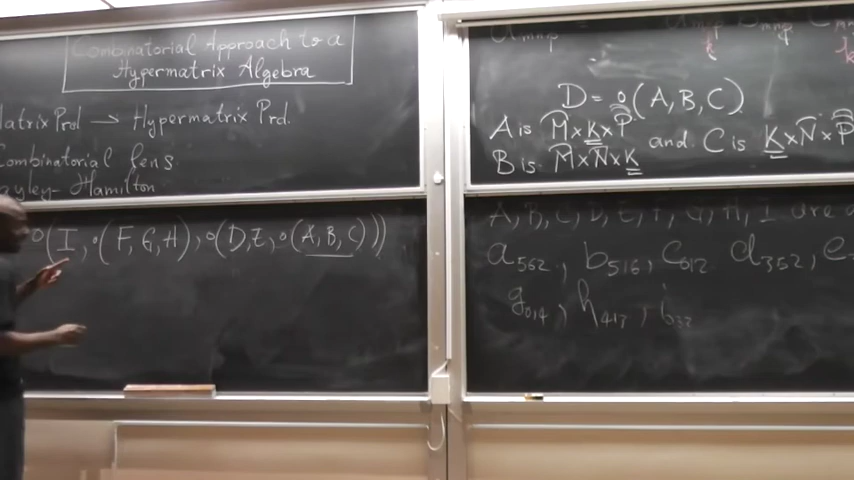 Combinatorial Approach to a
Hypermatrix Algebra
Matrix Prod → Hypermatrix Prd.
Combinatorial lens
Cayley-Hamilton
o(I, o(F, G, H), o(D, E, o(A, B, C)))
D = o(A, B, C)
A is M×K×P
B is M×N×K
and C is K×N×P
A, B, C, D, E, F, G, H, I are
a₅₆₂, b₅₁₆, c₆₁₂ d₃₅₂, e
g₀₁₄, h₄₁₇, i